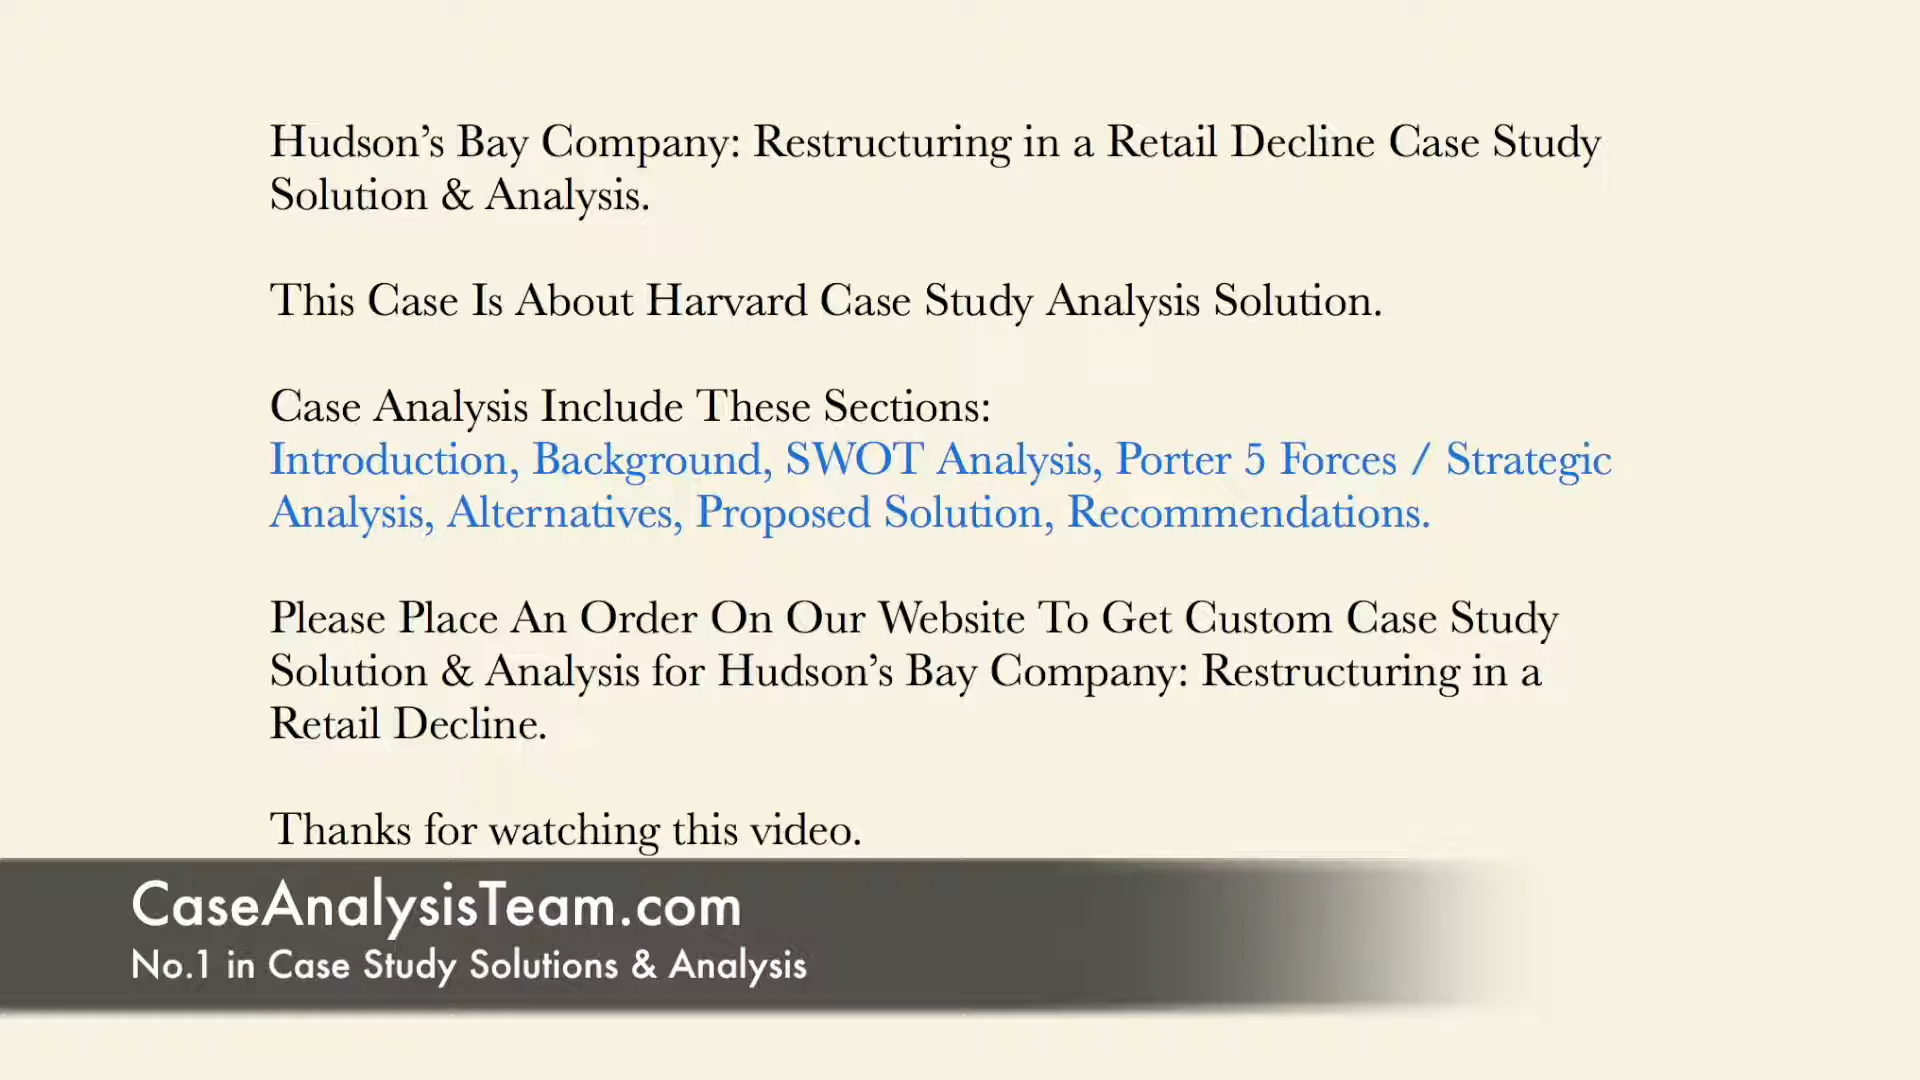 Hudson’s Bay Company: Restructuring in a Retail Decline Case Study
Solution & Analysis.
This Case Is About Harvard Case Study Analysis Solution.
Case Analysis Include These Sections:
Introduction, Background, SWOT Analysis, Porter 5 Forces / Strategic
Analysis, Alternatives, Proposed Solution, Recommendations.
Please Place An Order On Our Website To Get Custom Case Study
Solution & Analysis for Hudson’s Bay Company: Restructuring in a
Retail Decline.
Thanks for watching this video.
CaseAnalysisTeam.com
No.1 in Case Study Solutions & Analysis